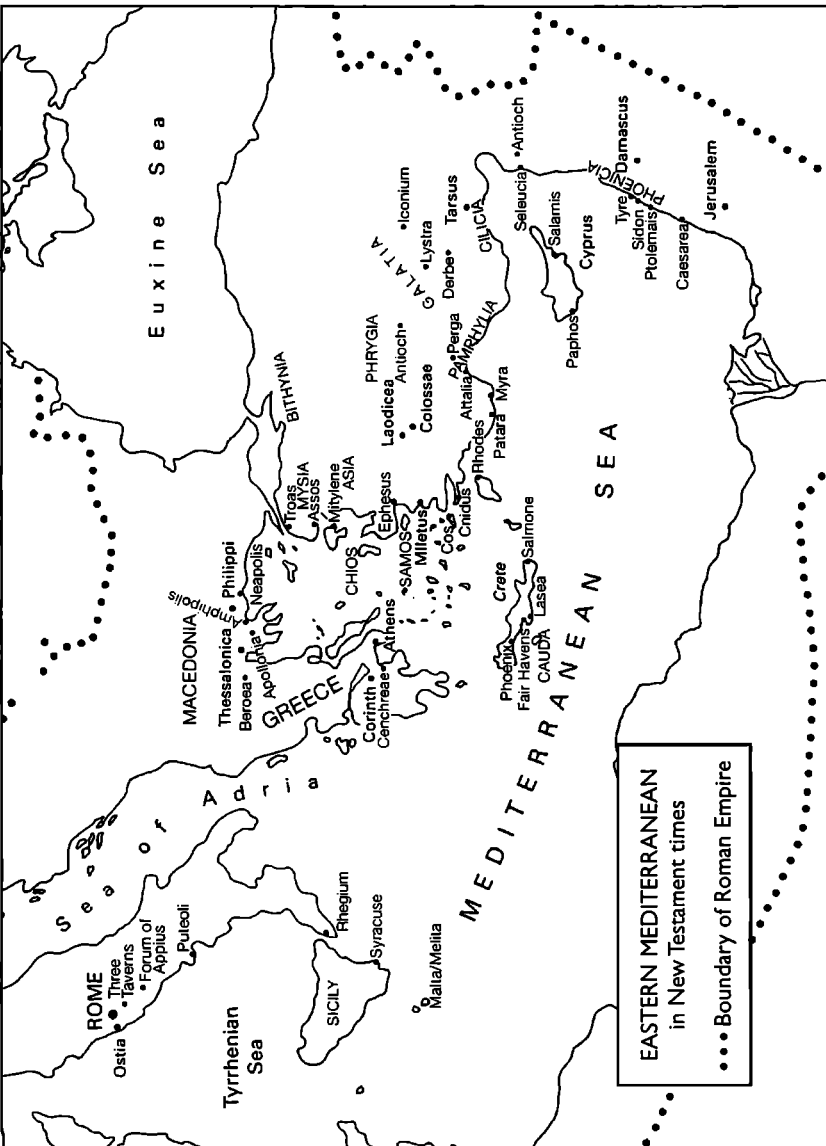 Euxine Sea
Sea of Adria
Tyrrhenian
Sea
MEDITERRANEAN SEA
ROME
Three
Taverns
Forum of
Appius
Ostia
Puteoli
Rhegium
SICILY
Syracuse
Malta/Melita
MACEDONIA
Amphipolis
Philippi
Neapolis
Thessalonica
Beroea
Apollonia
GREECE
Athens
Corinth
Cenchreae
BITHYNIA
Troas
MYSIA
Assos
Mitylene
ASIA
CHIOS
Ephesus
SAMOS
Miletus
Cos
Cnidus
Rhodes
Patara
Myra
Attalia
Perga
PAMPHYLIA
Laodicea
Colossae
PHRYGIA
Antioch
GALATIA
Iconium
Lystra
Derbe
Tarsus
CILICIA
Antioch
Seleucia
Salamis
Cyprus
Paphos
PHOENICIA
Damascus
Tyre
Sidon
Ptolemais
Caesarea
Jerusalem
Crete
Salmone
Lasea
Phoenix
Fair Havens
CAUDA
EASTERN MEDITERRANEAN
in New Testament times
Boundary of Roman Empire